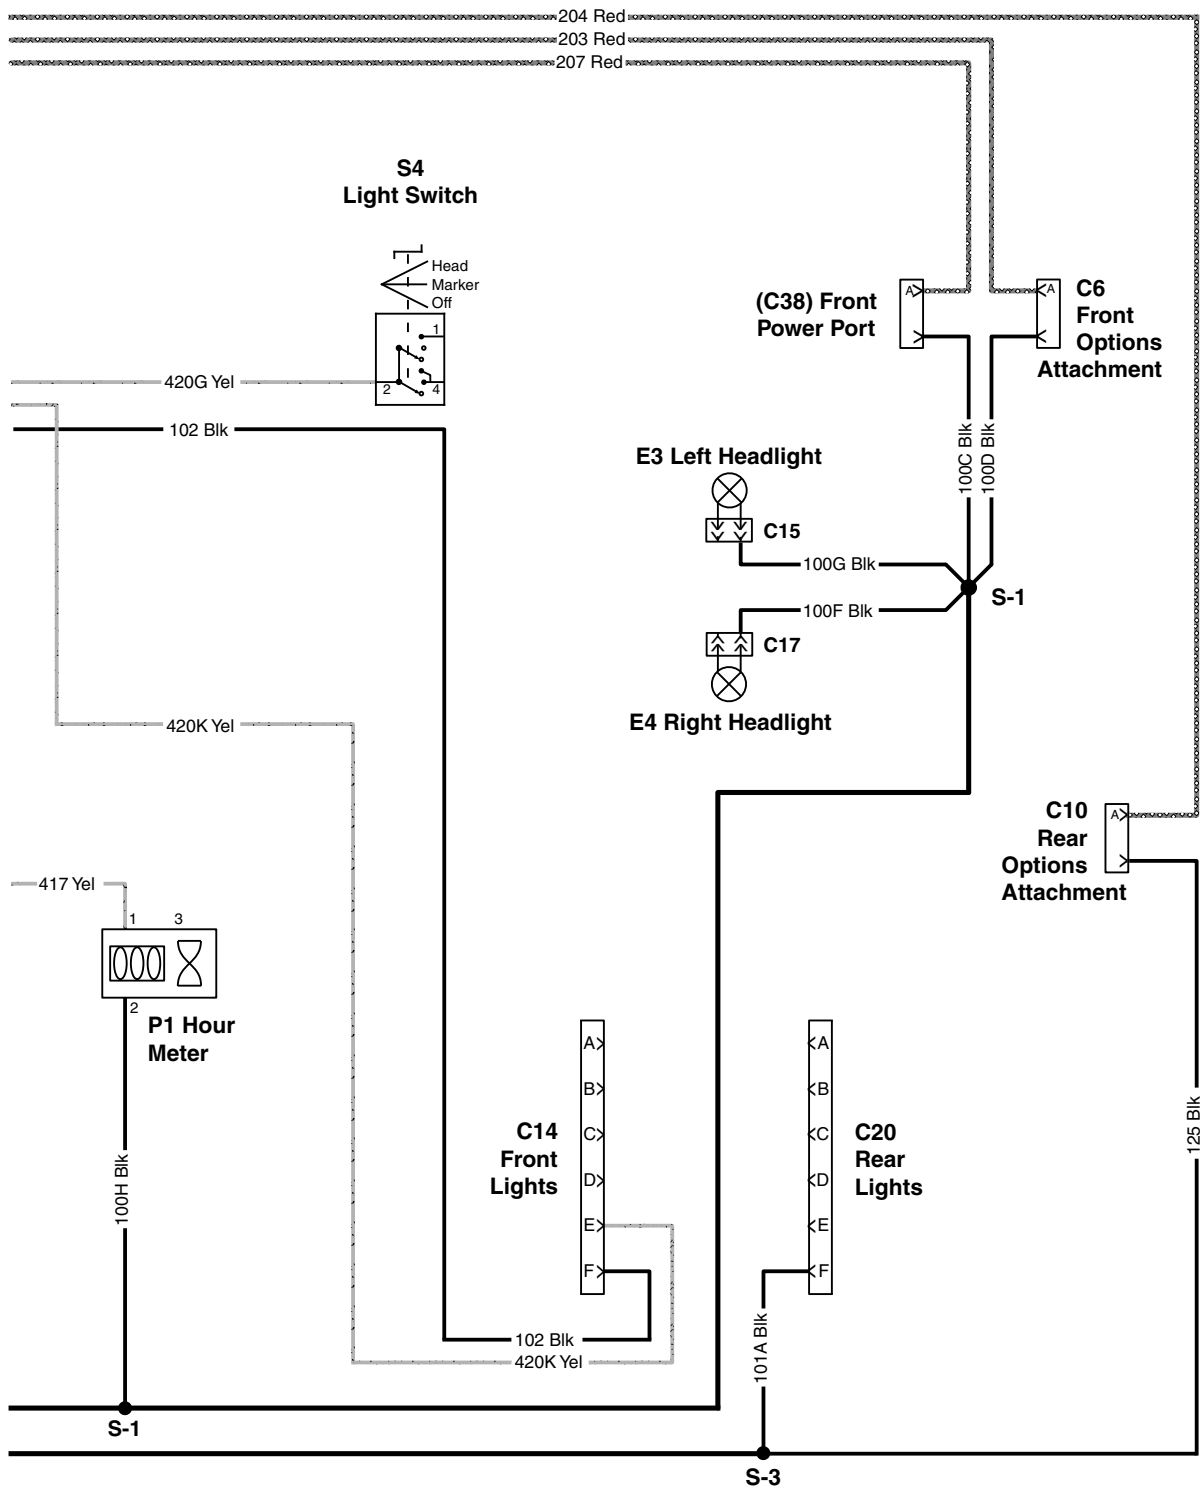 204 Red
203 Red
207 Red
S4
Light Switch
Head
Marker
Off
1
2
4
420G Yel
102 Blk
(C38) Front
Power Port
A
A
C6
Front
Options
Attachment
100C Blk
100D Blk
E3 Left Headlight
C15
100G Blk
S-1
100F Blk
C17
E4 Right Headlight
420K Yel
C10
Rear
Options
Attachment
A
417 Yel
1
3
2
P1 Hour
Meter
100H Blk
C14
Front
Lights
A
B
C
D
E
F
A
B
C
D
E
F
C20
Rear
Lights
125 Blk
102 Blk
420K Yel
101A Blk
S-1
S-3